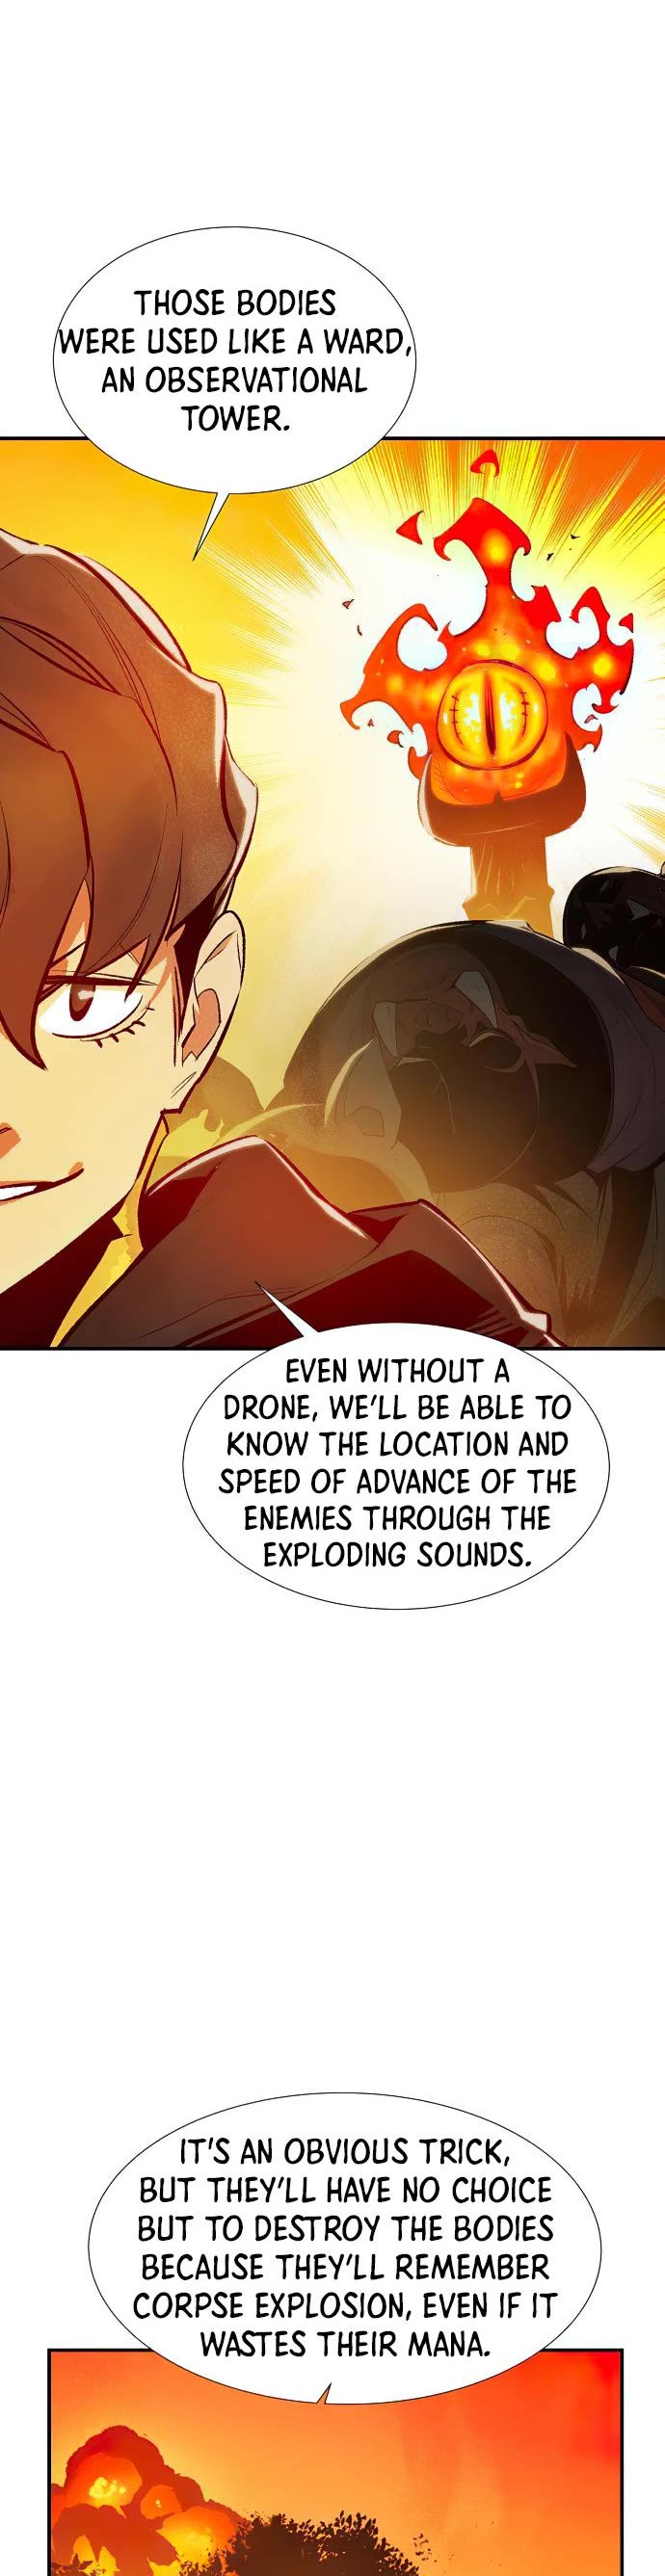 THOSE BODIES
WERE USED LIKE A WARD,
AN OBSERVATIONAL
TOWER.
EVEN WITHOUT A
DRONE, WE'LL BE ABLE TO
KNOW THE LOCATION AND
SPEED OF ADVANCE OF THE
ENEMIES THROUGH THE
EXPLODING SOUNDS.
IT'S AN OBVIOUS TRICK,
BUT THEY'LL HAVE NO CHOICE
BUT TO DESTROY THE BODIES
BECAUSE THEY'LL REMEMBER
CORPSE EXPLOSION, EVEN IF IT
WASTES THEIR MANA.